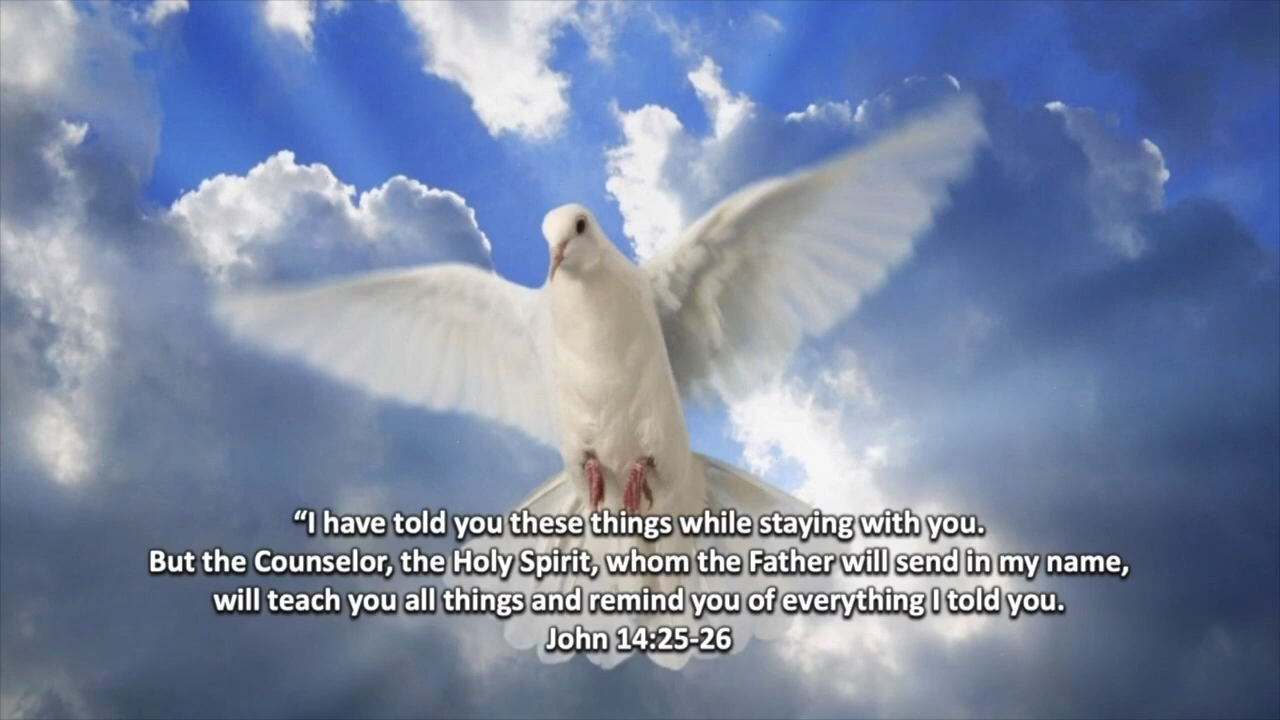 “I have told you these things while staying with you.
But the Counselor, the Holy Spirit, whom the Father will send in my name,
will teach you all things and remind you of everything I told you.
John 14:25-26